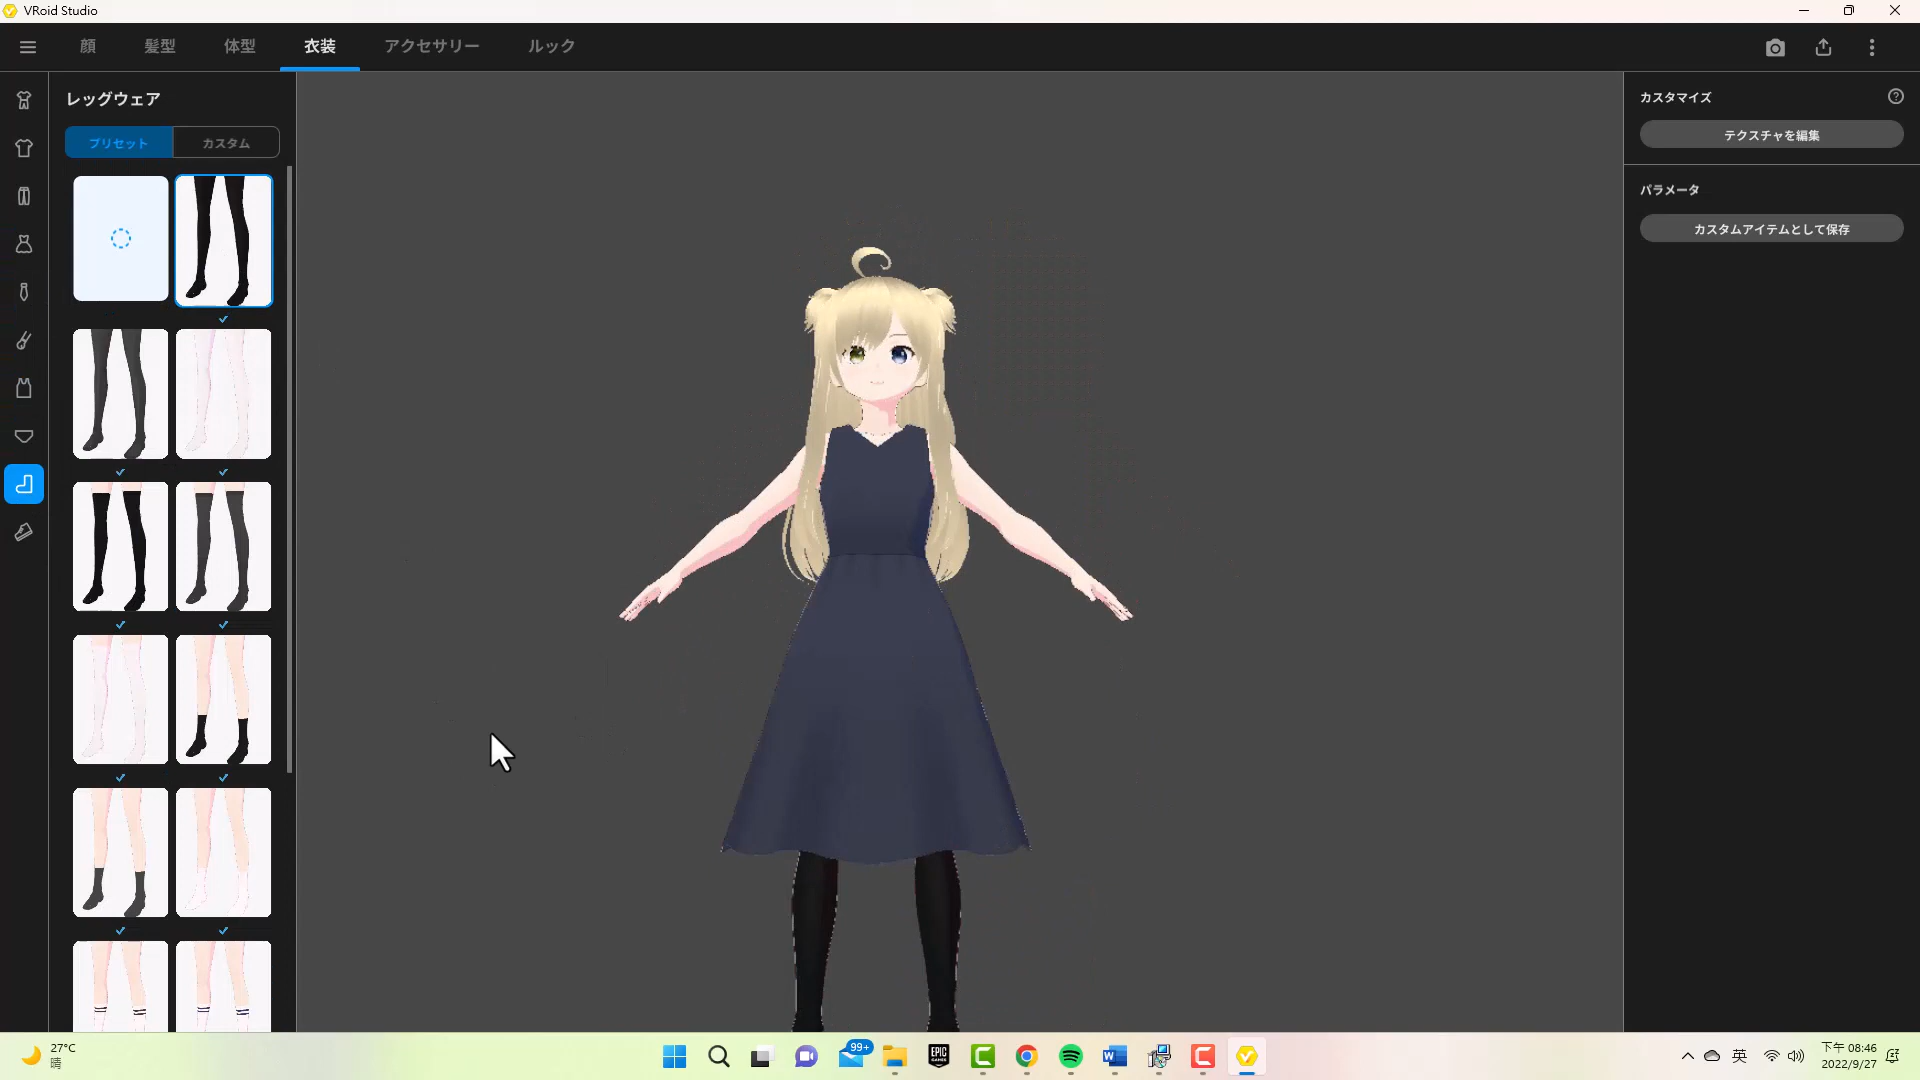 VRoid Studio
顔 髪型 体型 衣装 アクセサリー ルック
レッグウェア
プリセット カスタム
カスタマイズ
テクスチャを編集
パラメータ
カスタムアイテムとして保存
27°C
晴
99+
EPIC
GAMES
英
下午 08:46
2022/9/27